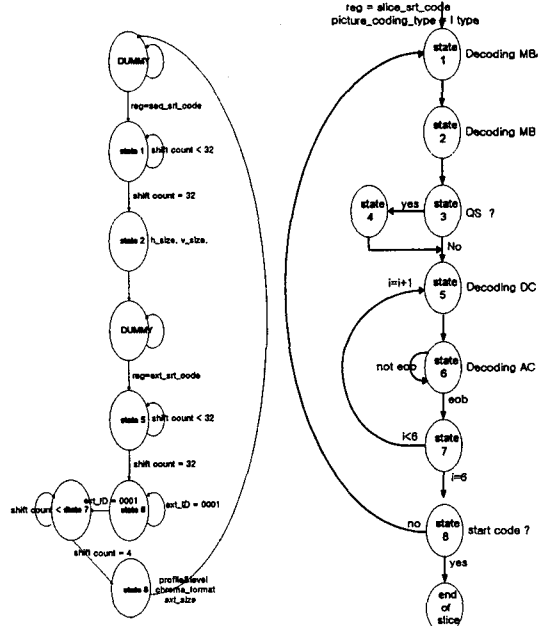 DUMMY
reg=seq_srt_code
state 1
shift count < 32
shift count = 32
state 2
h_size, v_size,
DUMMY
reg=ext_srt_code
state 5
shift count < 32
shift count = 32
ext_ID = 0001
state 6
ext_ID = 0001
shift count <
state 7
shift count = 4
state 8
profile&level
chroma_format
ext_size
reg = slice_srt_code
picture_coding_type
I type
state
1
Decoding MBA
state
2
Decoding MB
state
3
QS ?
yes
state
4
No
i=i+1
state
5
Decoding DC
not eob
state
6
Decoding AC
eob
i<6
state
7
i=6
no
state
8
start code ?
yes
end
of
slice